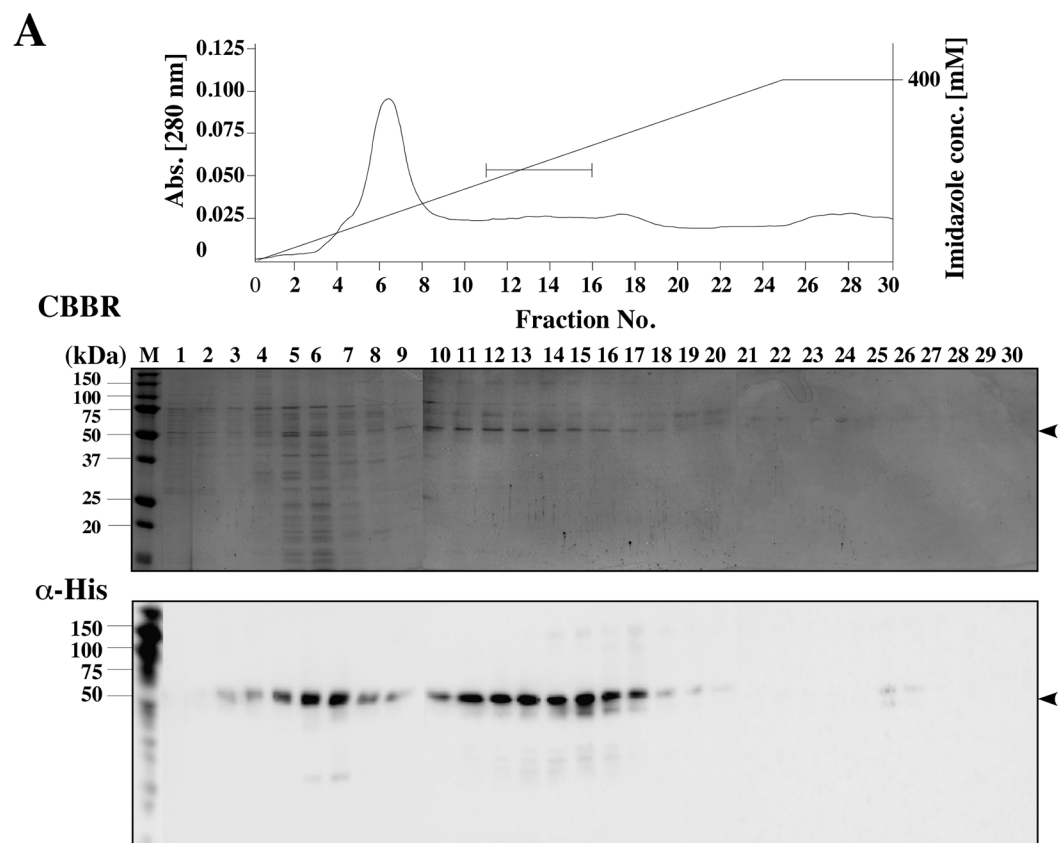 A
Abs. [280 nm]
0.125
0.100
0.075
0.050
0.025
0
400
Imidazole conc. [mM]
0 2 4 6 8 10 12 14 16 18 20 22 24 26 28 30
Fraction No.
CBBR
(kDa) M 1 2 3 4 5 6 7 8 9 10 11 12 13 14 15 16 17 18 19 20 21 22 23 24 25 26 27 28 29 30
150
100
75
50
37
25
20
α-His
150
100
75
50